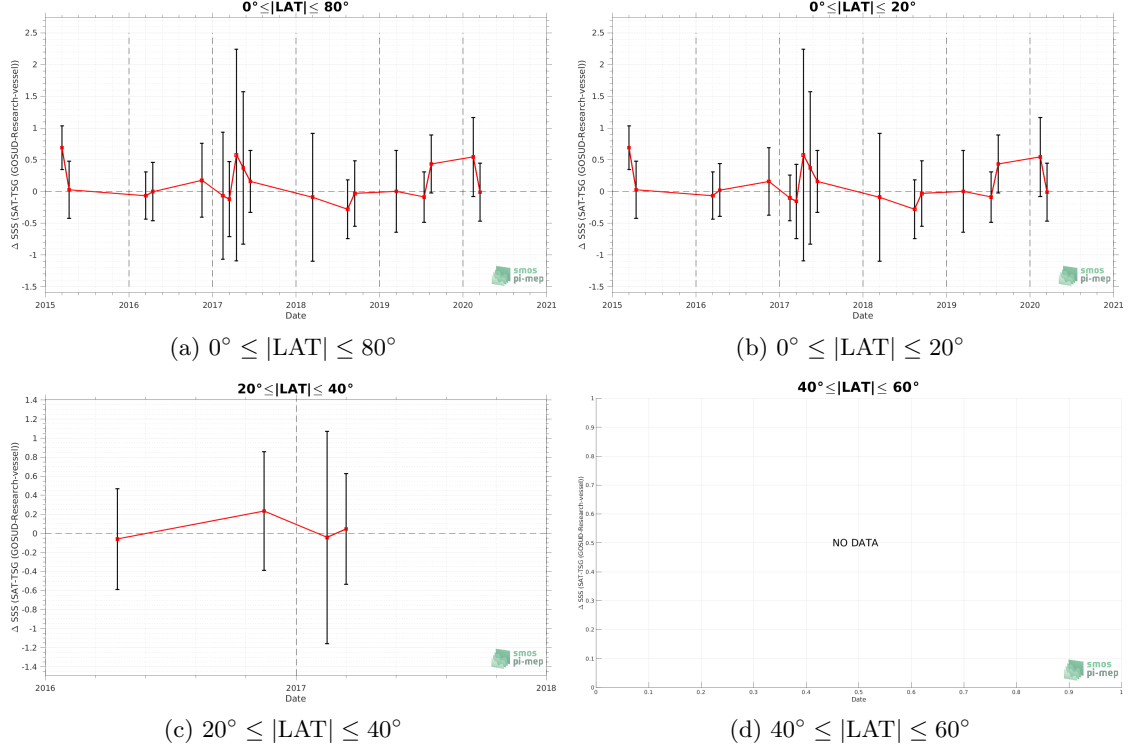 0°≤|LAT|≤ 80°
Δ SSS (SAT-TSG (GOSUD-Research-vessel))
2.5
2
1.5
1
0.5
0
-0.5
-1
-1.5
2015 2016 2017 2018 2019 2020 2021
Date
smos
pi-mep
(a) 0° ≤ |LAT| ≤ 80°
0°≤|LAT|≤ 20°
Δ SSS (SAT-TSG (GOSUD-Research-vessel))
2.5
2
1.5
1
0.5
0
-0.5
-1
-1.5
2015 2016 2017 2018 2019 2020 2021
Date
smos
pi-mep
(b) 0° ≤ |LAT| ≤ 20°
20°≤|LAT|≤ 40°
Δ SSS (SAT-TSG (GOSUD-Research-vessel))
1.4
1.2
1
0.8
0.6
0.4
0.2
0
-0.2
-0.4
-0.6
-0.8
-1
-1.2
-1.4
2016 2017 2018
Date
smos
pi-mep
(c) 20° ≤ |LAT| ≤ 40°
40°≤|LAT|≤ 60°
Δ SSS (SAT-TSG (GOSUD-Research-vessel))
1
0.9
0.8
0.7
0.6
0.5
0.4
0.3
0.2
0.1
0
NO DATA
0 0.1 0.2 0.3 0.4 0.5 0.6 0.7 0.8 0.9 1
Date
smos
pi-mep
(d) 40° ≤ |LAT| ≤ 60°